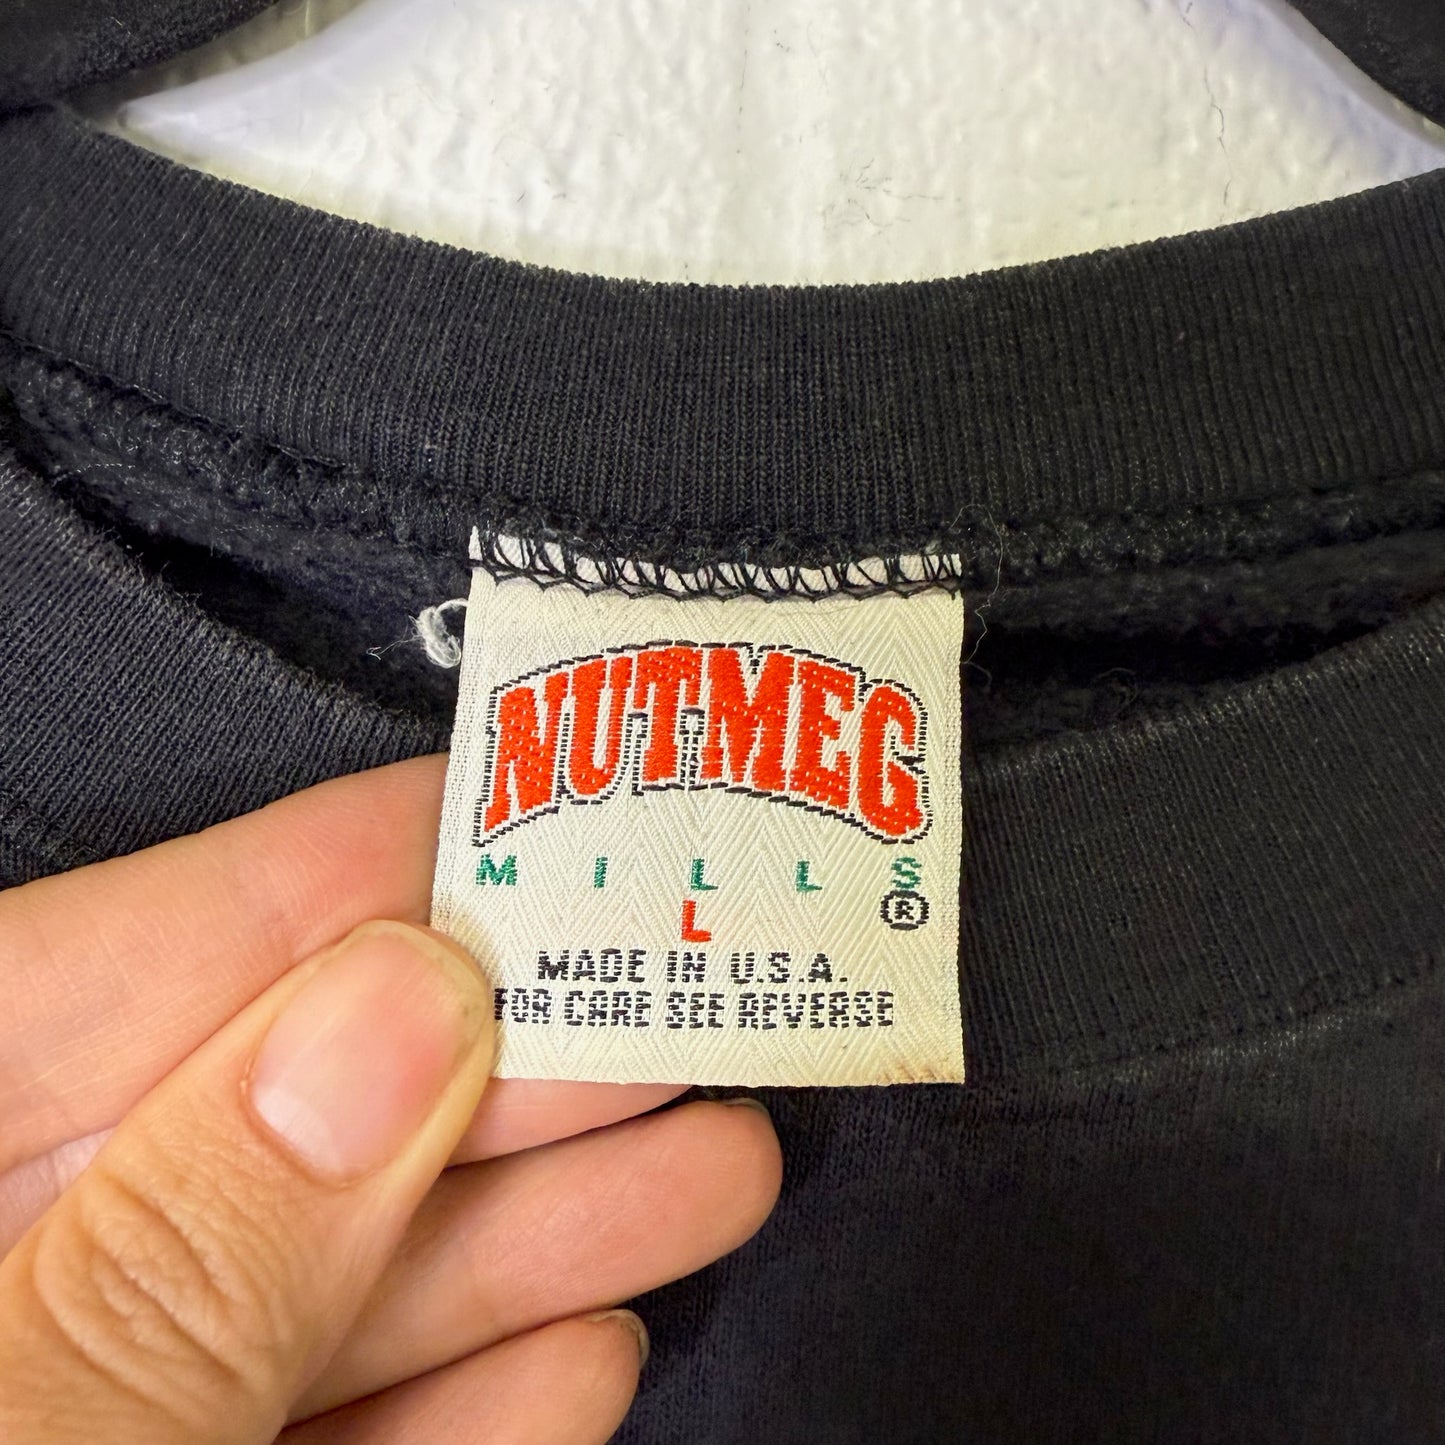 NUTMEG
MILLS
®
L
MADE IN U.S.A.
FOR CARE SEE REVERSE